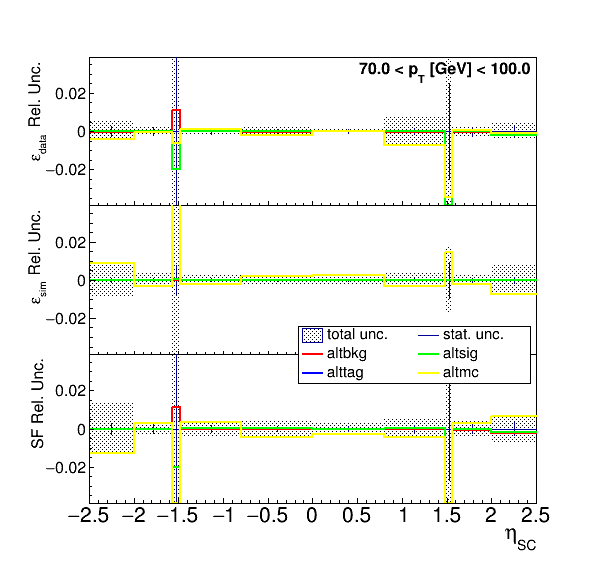 70.0 < p_T [GeV] < 100.0
ε_data Rel. Unc.
0.02
0
−0.02
ε_sim Rel. Unc.
0.02
0
−0.02
total unc.
stat. unc.
altbkg
altsig
alttag
altmc
SF Rel. Unc.
0.02
0
−0.02
−2.5 −2 −1.5 −1 −0.5 0 0.5 1 1.5 2 2.5
η_SC